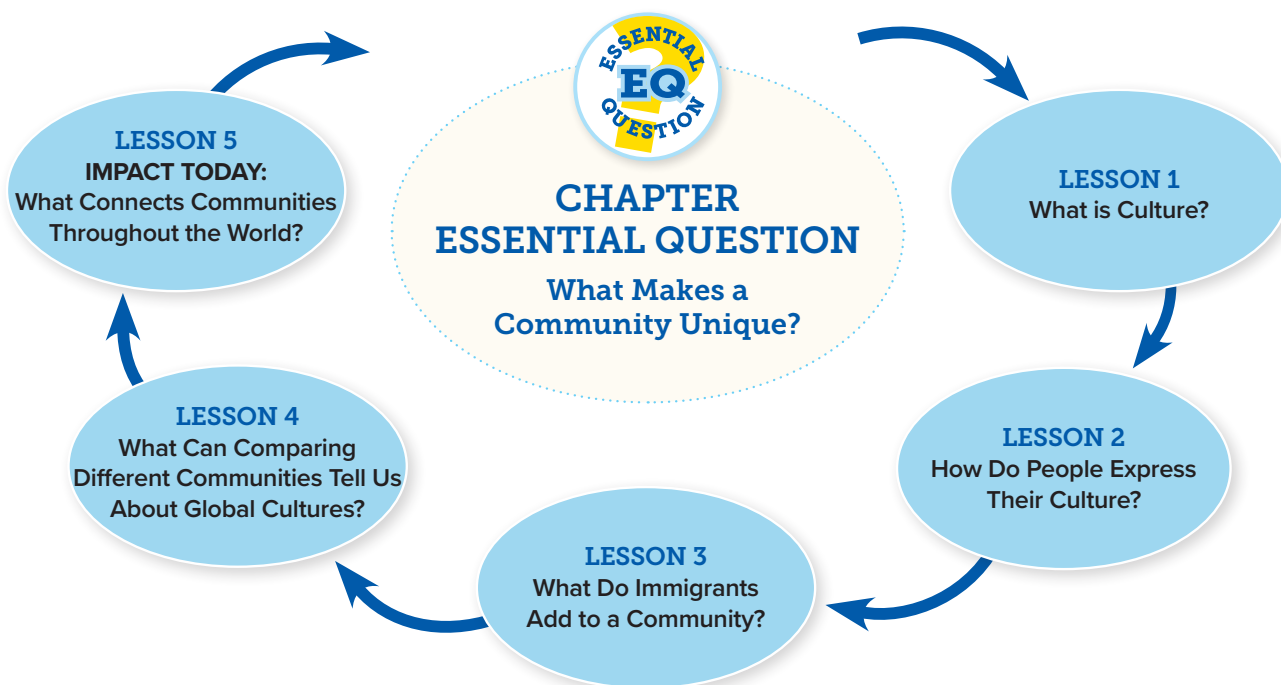 ESSENTIAL
EQ
QUESTION
CHAPTER
ESSENTIAL QUESTION
What Makes a
Community Unique?
LESSON 1
What is Culture?
LESSON 2
How Do People Express
Their Culture?
LESSON 3
What Do Immigrants
Add to a Community?
LESSON 4
What Can Comparing
Different Communities Tell Us
About Global Cultures?
LESSON 5
IMPACT TODAY:
What Connects Communities
Throughout the World?